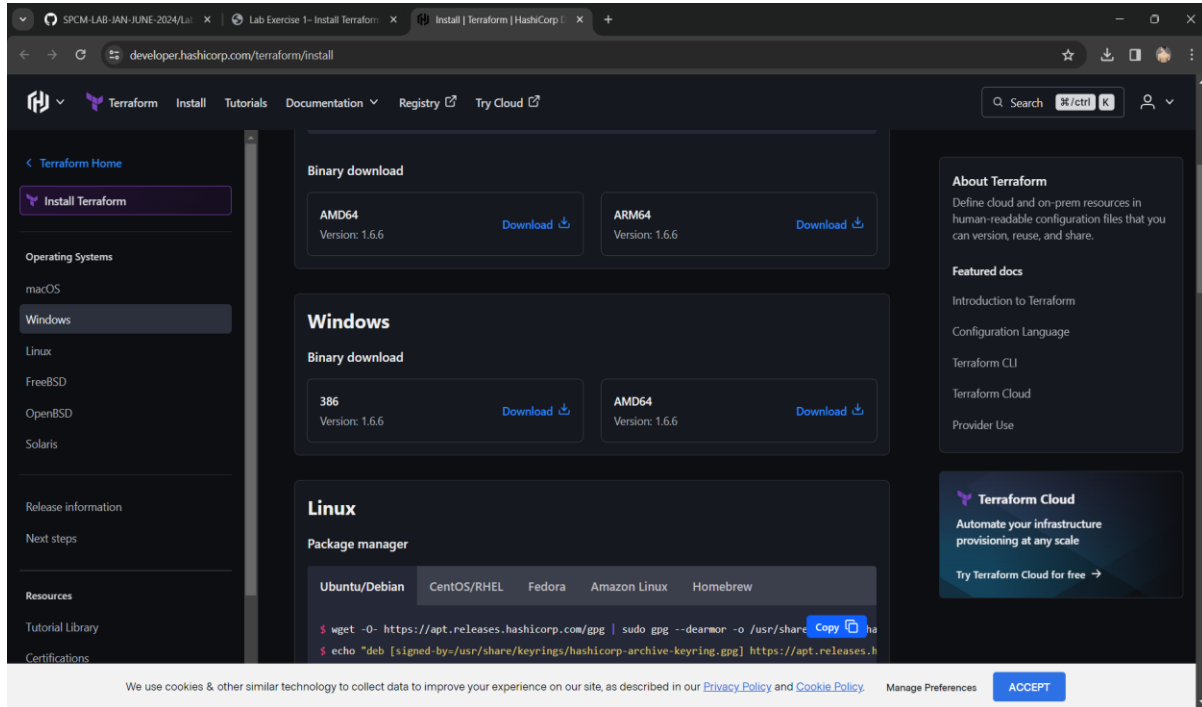 SPCM-LAB-JAN-JUNE-2024/Lab
Lab Exercise 1– Install Terraform
Install | Terraform | HashiCorp D
developer.hashicorp.com/terraform/install
Terraform Install Tutorials Documentation Registry Try Cloud
Search ⌘/ctrl K
Terraform Home
Install Terraform
Operating Systems
macOS
Windows
Linux
FreeBSD
OpenBSD
Solaris
Release information
Next steps
Resources
Tutorial Library
Certifications
Binary download
AMD64
Version: 1.6.6
Download
ARM64
Version: 1.6.6
Download
Windows
Binary download
386
Version: 1.6.6
Download
AMD64
Version: 1.6.6
Download
Linux
Package manager
Ubuntu/Debian CentOS/RHEL Fedora Amazon Linux Homebrew
$ wget -O- https://apt.releases.hashicorp.com/gpg | sudo gpg --dearmor -o /usr/share
Copy
$ echo "deb [signed-by=/usr/share/keyrings/hashicorp-archive-keyring.gpg] https://apt.releases.h
About Terraform
Define cloud and on-prem resources in
human-readable configuration files that you
can version, reuse, and share.
Featured docs
Introduction to Terraform
Configuration Language
Terraform CLI
Terraform Cloud
Provider Use
Terraform Cloud
Automate your infrastructure
provisioning at any scale
Try Terraform Cloud for free →
We use cookies & other similar technology to collect data to improve your experience on our site, as described in our Privacy Policy and Cookie Policy.
Manage Preferences
ACCEPT